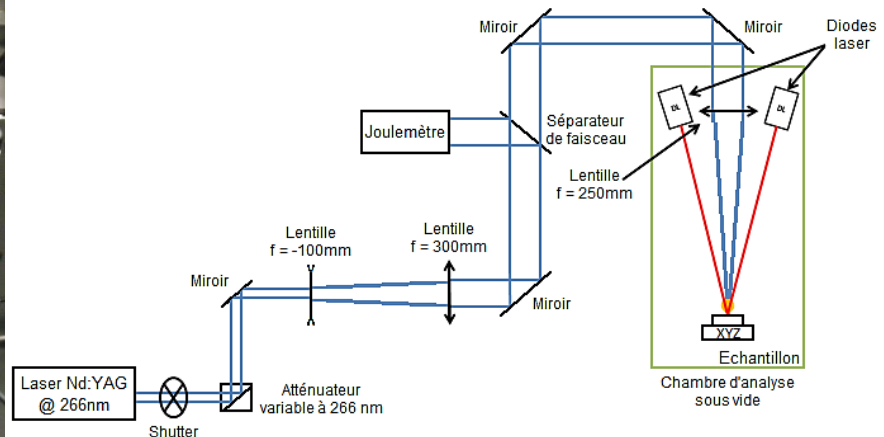 Miroir
Miroir
Diodes
laser
DL
DL
Joulemètre
Séparateur
de faisceau
Lentille
f = 250mm
Lentille
f = -100mm
Lentille
f = 300mm
Miroir
Miroir
XYZ
Echantillon
Chambre d'analyse
sous vide
Laser Nd:YAG
@ 266nm
Atténuateur
variable à 266 nm
Shutter